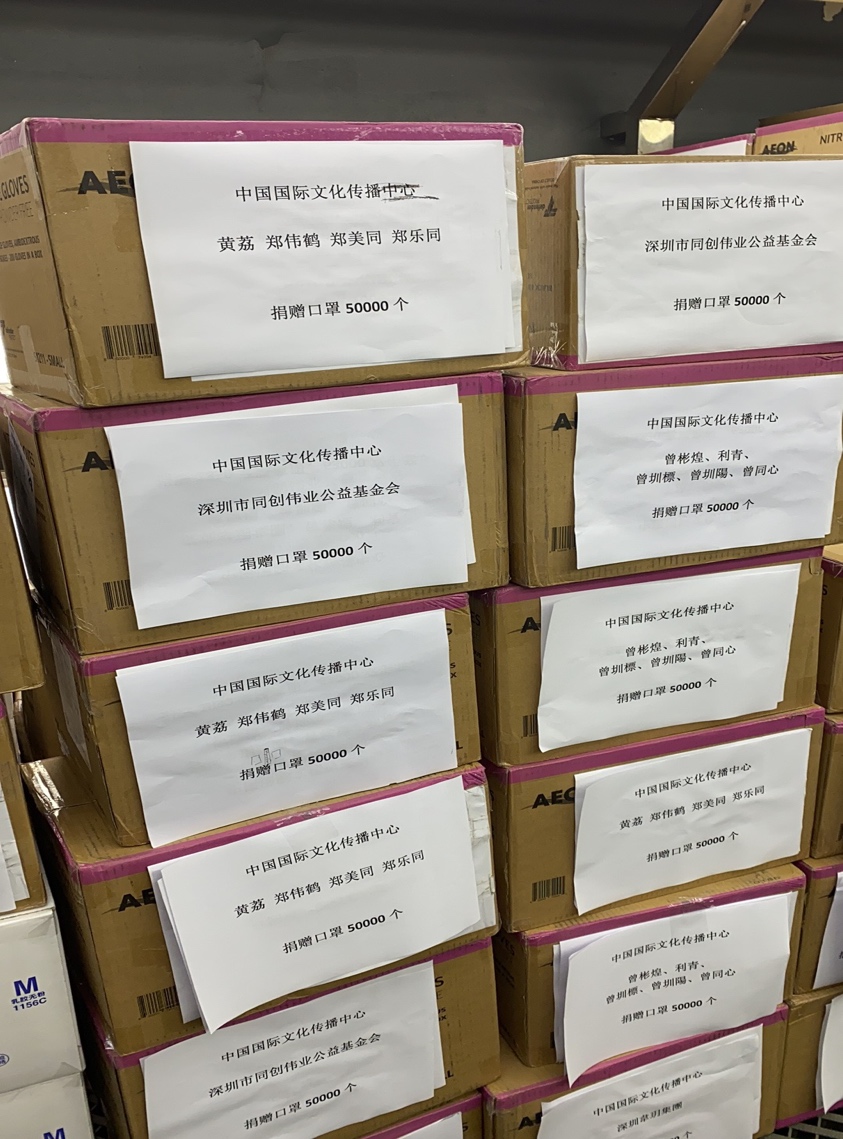 GLOVES
中国国际文化传播中心
黄荔 郑伟鹤 郑美同 郑乐同
捐赠口罩 50000 个
AEON
NITR
中国国际文化传播中心
深圳市同创伟业公益基金会
捐赠口罩 50000 个
中国国际文化传播中心
深圳市同创伟业公益基金会
捐赠口罩 50000 个
中国国际文化传播中心
曾彬煌、利青、
曾圳標、曾圳陽、曾同心
捐赠口罩 50000 个
中国国际文化传播中心
黄荔 郑伟鹤 郑美同 郑乐同
捐赠口罩 50000 个
中国国际文化传播中心
曾彬煌、利青、
曾圳標、曾圳陽、曾同心
捐赠口罩 50000 个
中国国际文化传播中心
黄荔 郑伟鹤 郑美同 郑乐同
捐赠口罩 50000 个
中国国际文化传播中心
黄荔 郑伟鹤 郑美同 郑乐同
捐赠口罩 50000 个
中国国际文化传播中心
深圳市同创伟业公益基金会
捐赠口罩 50000 个
中国国际文化传播中心
曾彬煌、利青、
曾圳標、曾圳陽、曾同心
捐赠口罩 50000 个
中国国际文化传播中心
M
乳胶无粉
1156C
M